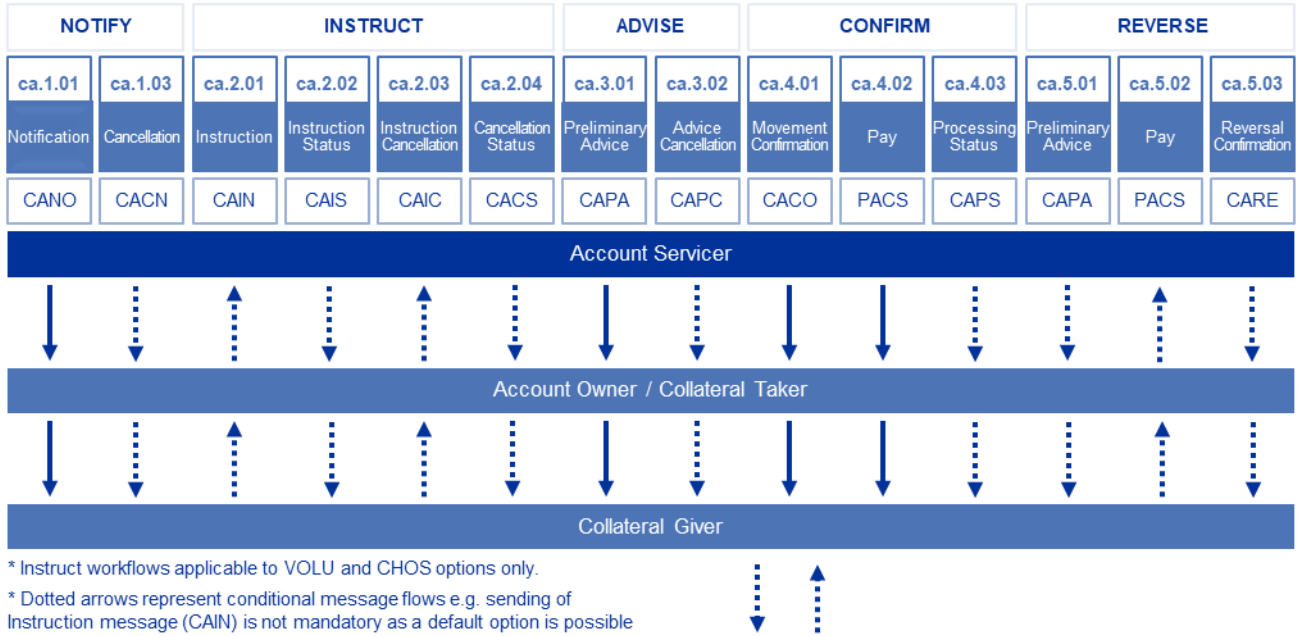 NOTIFY INSTRUCT ADVISE CONFIRM REVERSE
ca.1.01 ca.1.03 ca.2.01 ca.2.02 ca.2.03 ca.2.04 ca.3.01 ca.3.02 ca.4.01 ca.4.02 ca.4.03 ca.5.01 ca.5.02 ca.5.03
Notification Cancellation Instruction Instruction Status Instruction Cancellation Cancellation Status Preliminary Advice Advice Cancellation Movement Confirmation Pay Processing Status Preliminary Advice Pay Reversal Confirmation
CANO CACN CAIN CAIS CAIC CACS CAPA CAPC CACO PACS CAPS CAPA PACS CARE
Account Servicer
Account Owner / Collateral Taker
Collateral Giver
* Instruct workflows applicable to VOLU and CHOS options only.
* Dotted arrows represent conditional message flows e.g. sending of
Instruction message (CAIN) is not mandatory as a default option is possible